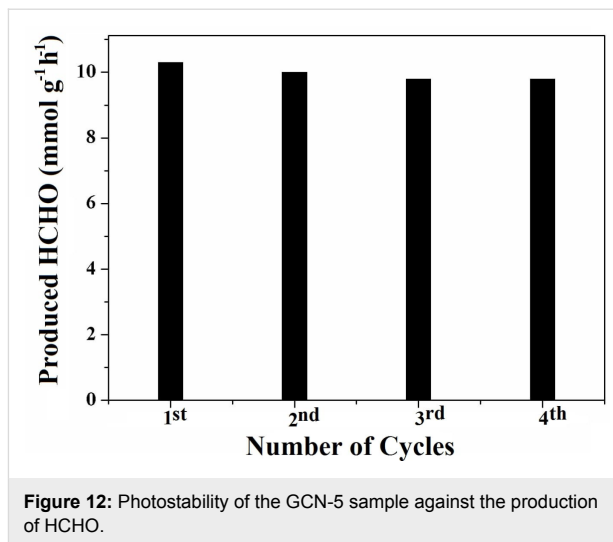 Produced HCHO (mmol g⁻¹h⁻¹)
10
8
6
4
2
0
1st 2nd 3rd 4th
Number of Cycles
Figure 12: Photostability of the GCN-5 sample against the production
of HCHO.